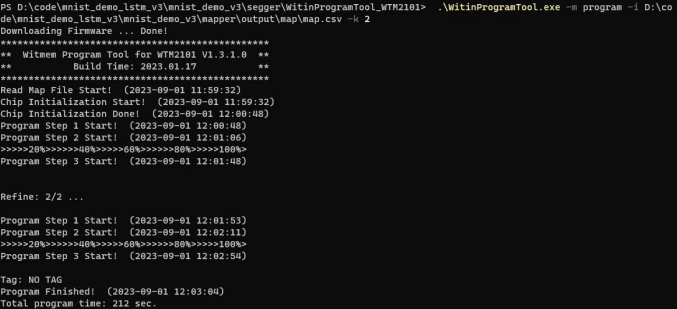 PS D:\code\mnist_demo_lstm_v3\mnist_demo_v3\segger\WitinProgramTool_WTM2101> .\WitinProgramTool.exe -m program -i D:\co
de\mnist_demo_lstm_v3\mnist_demo_v3\mapper\output\map\map.csv -k 2
Downloading Firmware ... Done!
***********************************************
**  Witmem Program Tool for WTM2101 V1.3.1.0  **
**           Build Time: 2023.01.17           **
***********************************************
Read Map File Start!  (2023-09-01 11:59:32)
Chip Initialization Start!  (2023-09-01 11:59:32)
Chip Initialization Done!  (2023-09-01 12:00:48)
Program Step 1 Start!  (2023-09-01 12:00:48)
Program Step 2 Start!  (2023-09-01 12:01:06)
>>>>>20%>>>>>>40%>>>>>60%>>>>>>80%>>>>>100%>
Program Step 3 Start!  (2023-09-01 12:01:48)
Refine: 2/2 ...
Program Step 1 Start!  (2023-09-01 12:01:53)
Program Step 2 Start!  (2023-09-01 12:02:11)
>>>>>20%>>>>>>40%>>>>>60%>>>>>>80%>>>>>100%>
Program Step 3 Start!  (2023-09-01 12:02:54)
Tag: NO TAG
Program Finished!  (2023-09-01 12:03:04)
Total program time: 212 sec.